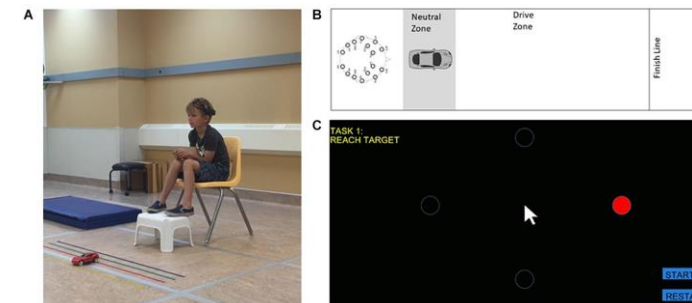 A
B
Neutral
Zone
Drive
Zone
Finish Line
C
TASK 1:
REACH TARGET
START